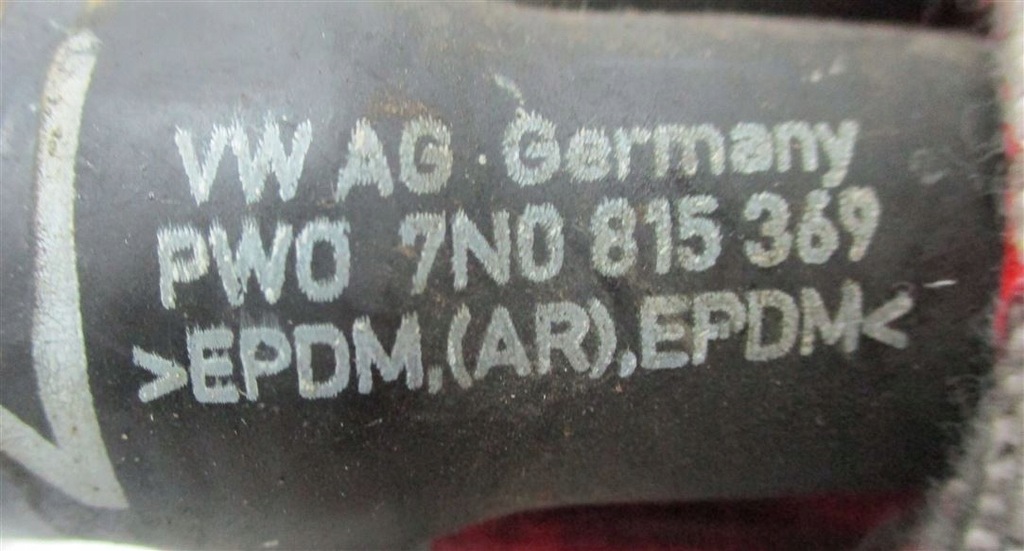 VW AG · Germany
PW0 7N0 815 369
>EPDM,(AR),EPDM<